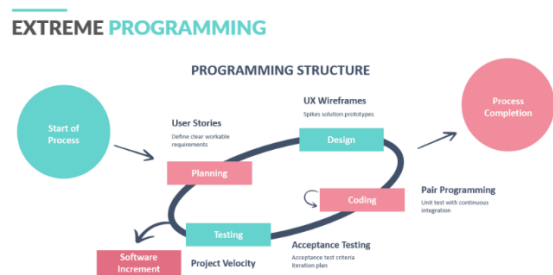 EXTREME PROGRAMMING
PROGRAMMING STRUCTURE
Start of
Process
User Stories
Define clear workable
requirements
Planning
UX Wireframes
Spikes solution prototypes
Design
Process
Completion
Coding
Pair Programming
Unit test with continuous
integration
Testing
Acceptance Testing
Acceptance test criteria
iteration plan
Software
Increment
Project Velocity